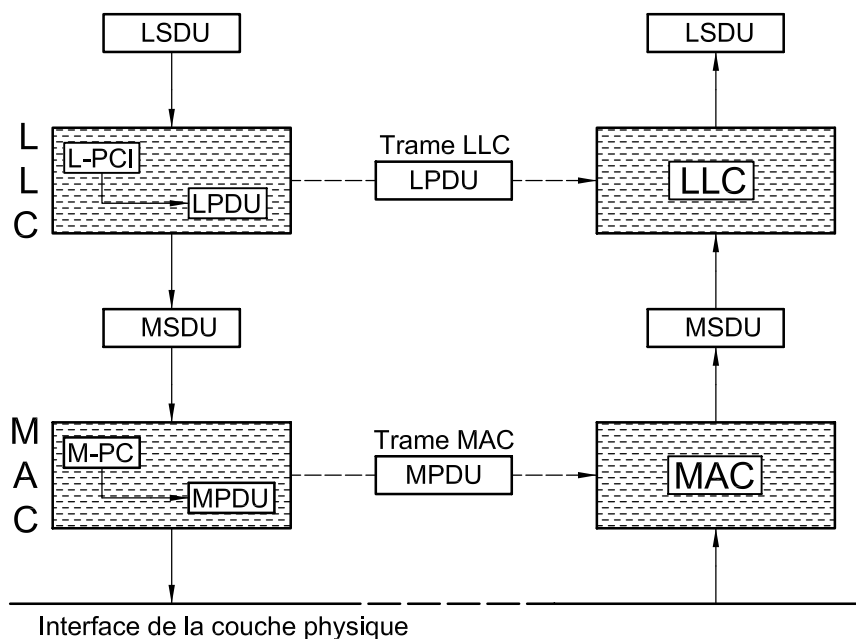 LSDU
LSDU
L
L
C
L-PCI
LPDU
Trame LLC
LPDU
LLC
MSDU
MSDU
M
A
C
M-PC
MPDU
Trame MAC
MPDU
MAC
Interface de la couche physique